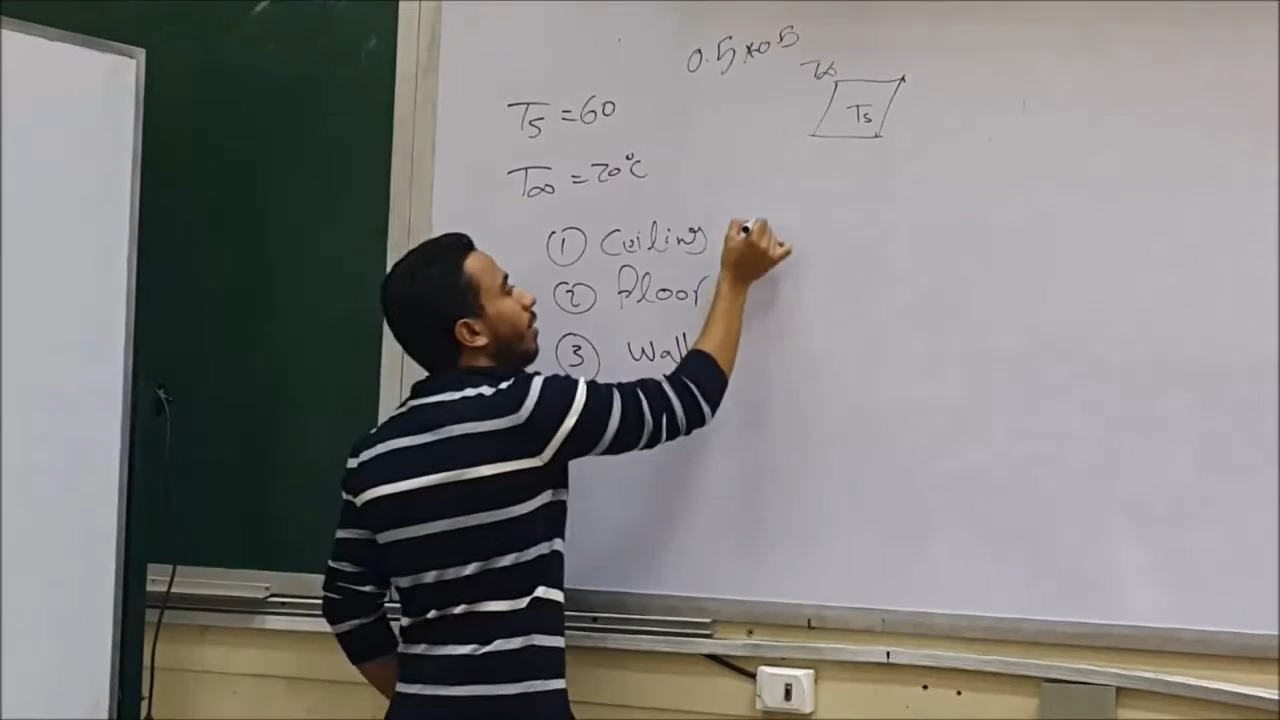 0.5*0.5
T∞
Ts
Ts = 60
T∞ = 20°C
① Ceiling
② floor
③ Wall